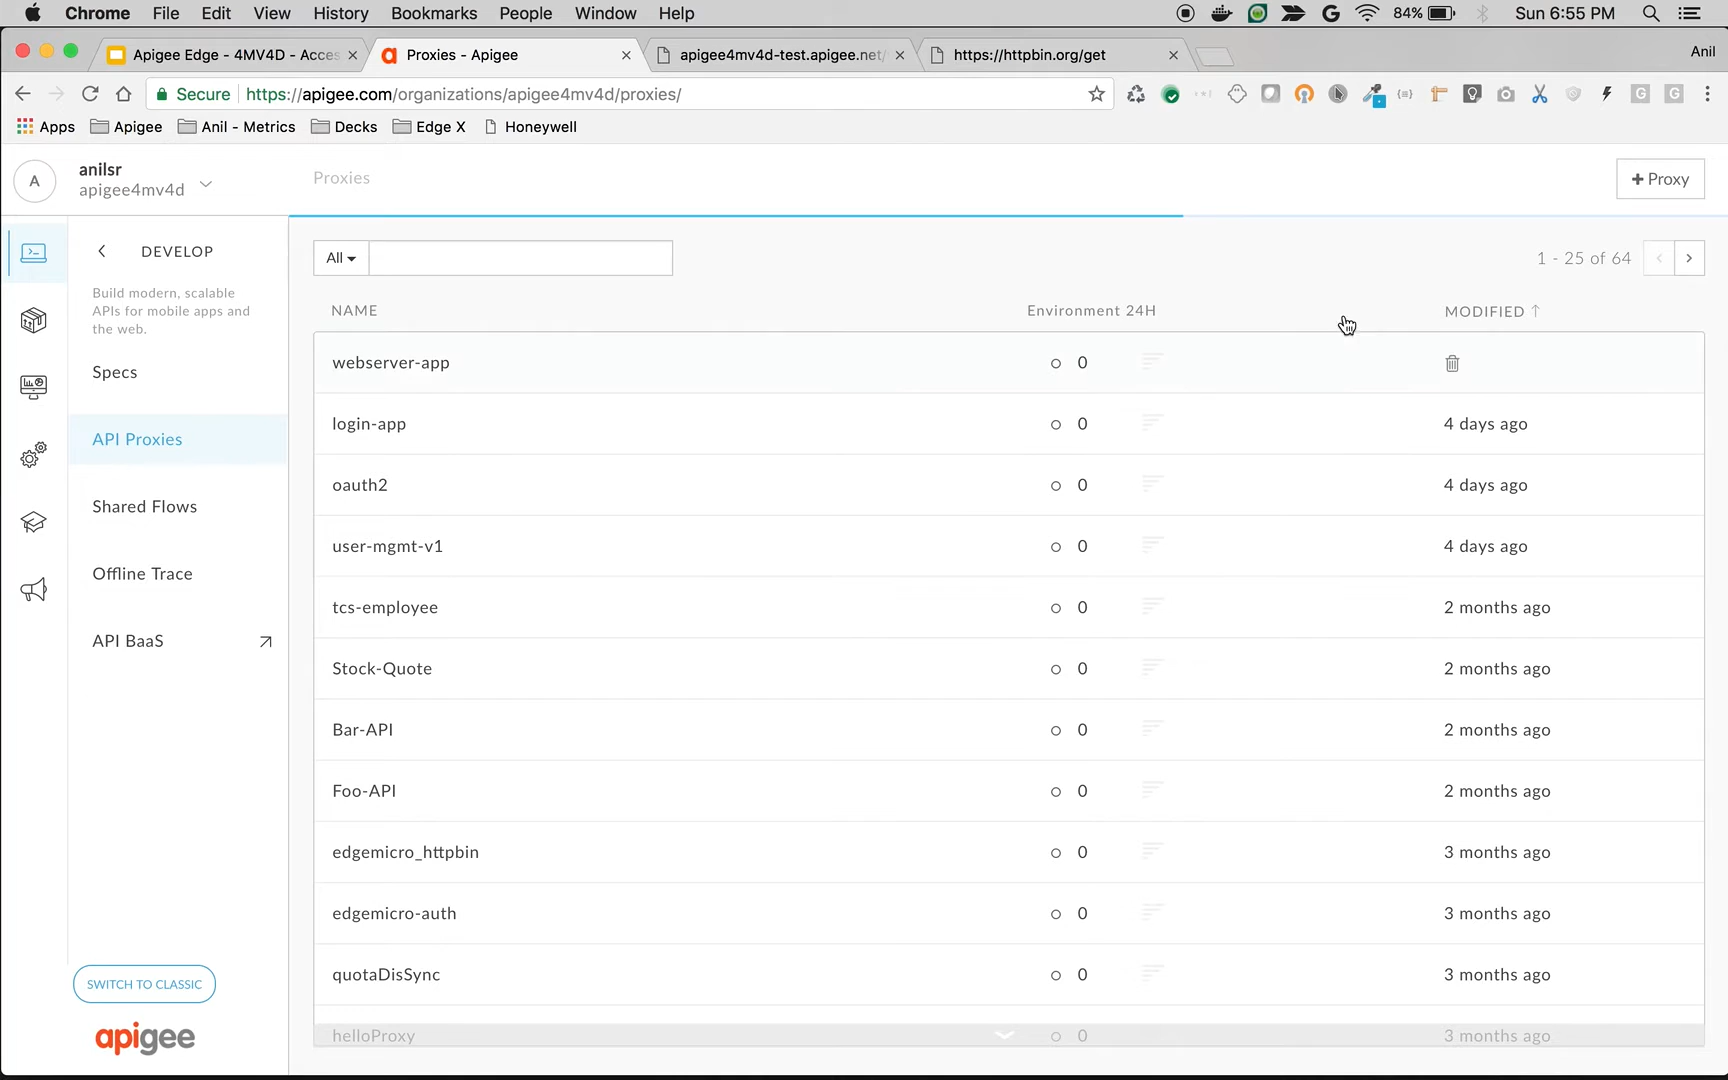 Chrome File Edit View History Bookmarks People Window Help 84% Sun 6:55 PM
Apigee Edge - 4MV4D - Acces Proxies - Apigee apigee4mv4d-test.apigee.net/ https://httpbin.org/get Anil
Secure https://apigee.com/organizations/apigee4mv4d/proxies/
Apps Apigee Anil - Metrics Decks Edge X Honeywell
A
anilsr
apigee4mv4d
Proxies
+ Proxy
DEVELOP
Build modern, scalable
APIs for mobile apps and
the web.
Specs
API Proxies
Shared Flows
Offline Trace
API BaaS
SWITCH TO CLASSIC
apigee
All
1 - 25 of 64
NAME Environment 24H MODIFIED
webserver-app 0
login-app 0 4 days ago
oauth2 0 4 days ago
user-mgmt-v1 0 4 days ago
tcs-employee 0 2 months ago
Stock-Quote 0 2 months ago
Bar-API 0 2 months ago
Foo-API 0 2 months ago
edgemicro_httpbin 0 3 months ago
edgemicro-auth 0 3 months ago
quotaDisSync 0 3 months ago
helloProxy 0 3 months ago